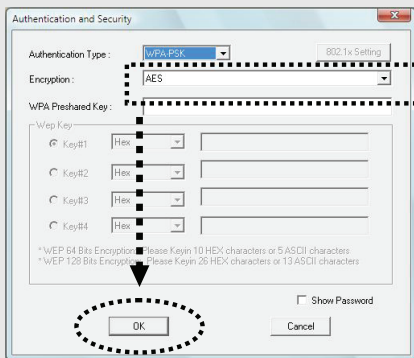 Authentication and Security
Authentication Type : WPA-PSK 802.1x Setting
Encryption : AES
WPA Preshared Key :
Wep Key
Key#1 Hex
Key#2 Hex
Key#3 Hex
Key#4 Hex
* WEP 64 Bits Encryption: Please Keyin 10 HEX characters or 5 ASCII characters
* WEP 128 Bits Encryption: Please Keyin 26 HEX characters or 13 ASCII characters
Show Password
OK Cancel